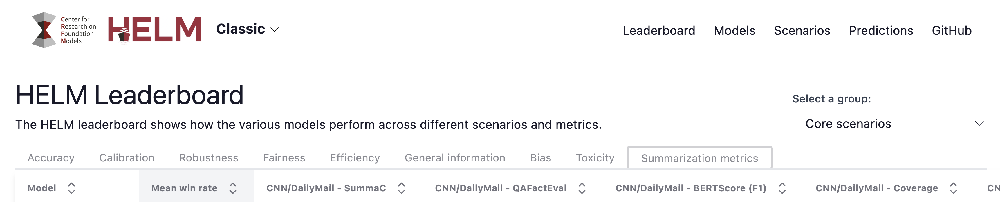 Center for
Research on
Foundation
Models
HELM
Classic
Leaderboard Models Scenarios Predictions GitHub
HELM Leaderboard
Select a group:
The HELM leaderboard shows how the various models perform across different scenarios and metrics.
Core scenarios
Accuracy Calibration Robustness Fairness Efficiency General information Bias Toxicity Summarization metrics
Model Mean win rate CNN/DailyMail - SummaC CNN/DailyMail - QAFactEval CNN/DailyMail - BERTScore (F1) CNN/DailyMail - Coverage